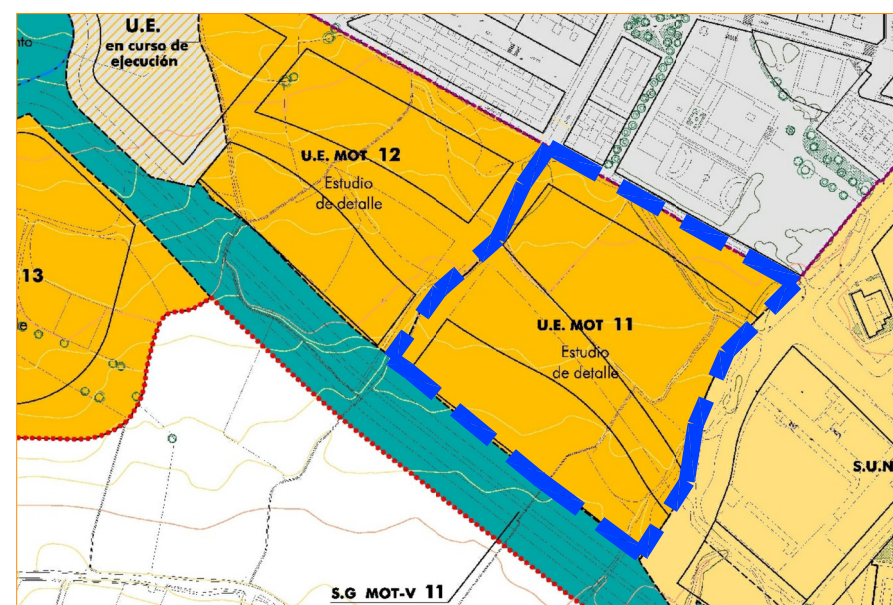 U.E.
en curso de
ejecución
U.E. MOT 12
Estudio
de detalle
13
U.E. MOT 11
Estudio
de detalle
S.U.N
S.G MOT-V 11